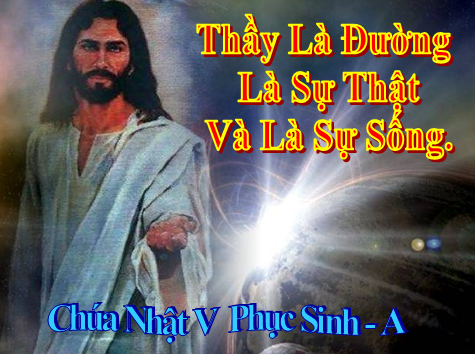 Thầy Là Đường
Là Sự Thật
Và Là Sự Sống.
Chúa Nhật V Phục Sinh - A